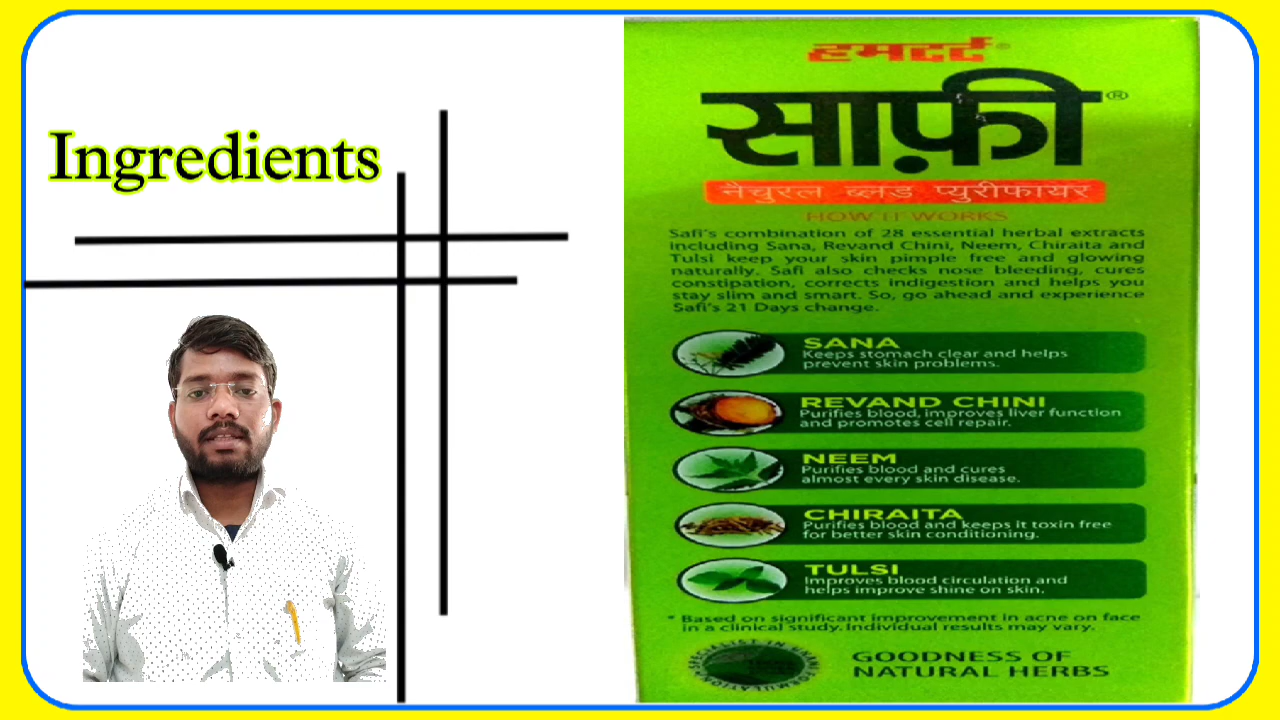 Ingredients
हमदर्द®
साफ़ी®
नैचुरल ब्लड प्युरीफायर
HOW IT WORKS
Safi's combination of 28 essential herbal extracts
including Sana, Revand Chini, Neem, Chiraita and
Tulsi keep your skin pimple free and glowing
naturally. Safi also checks nose bleeding, cures
constipation, corrects indigestion and helps you
stay slim and smart. So, go ahead and experience
Safi's 21 Days change.
SANA
Keeps stomach clear and helps
prevent skin problems.
REVAND CHINI
Purifies blood, improves liver function
and promotes cell repair.
NEEM
Purifies blood and cures
almost every skin disease.
CHIRAITA
Purifies blood and keeps it toxin free
for better skin conditioning.
TULSI
Improves blood circulation and
helps improve shine on skin.
* Based on significant improvement in acne on face
in a clinical study. Individual results may vary.
GOODNESS OF
NATURAL HERBS